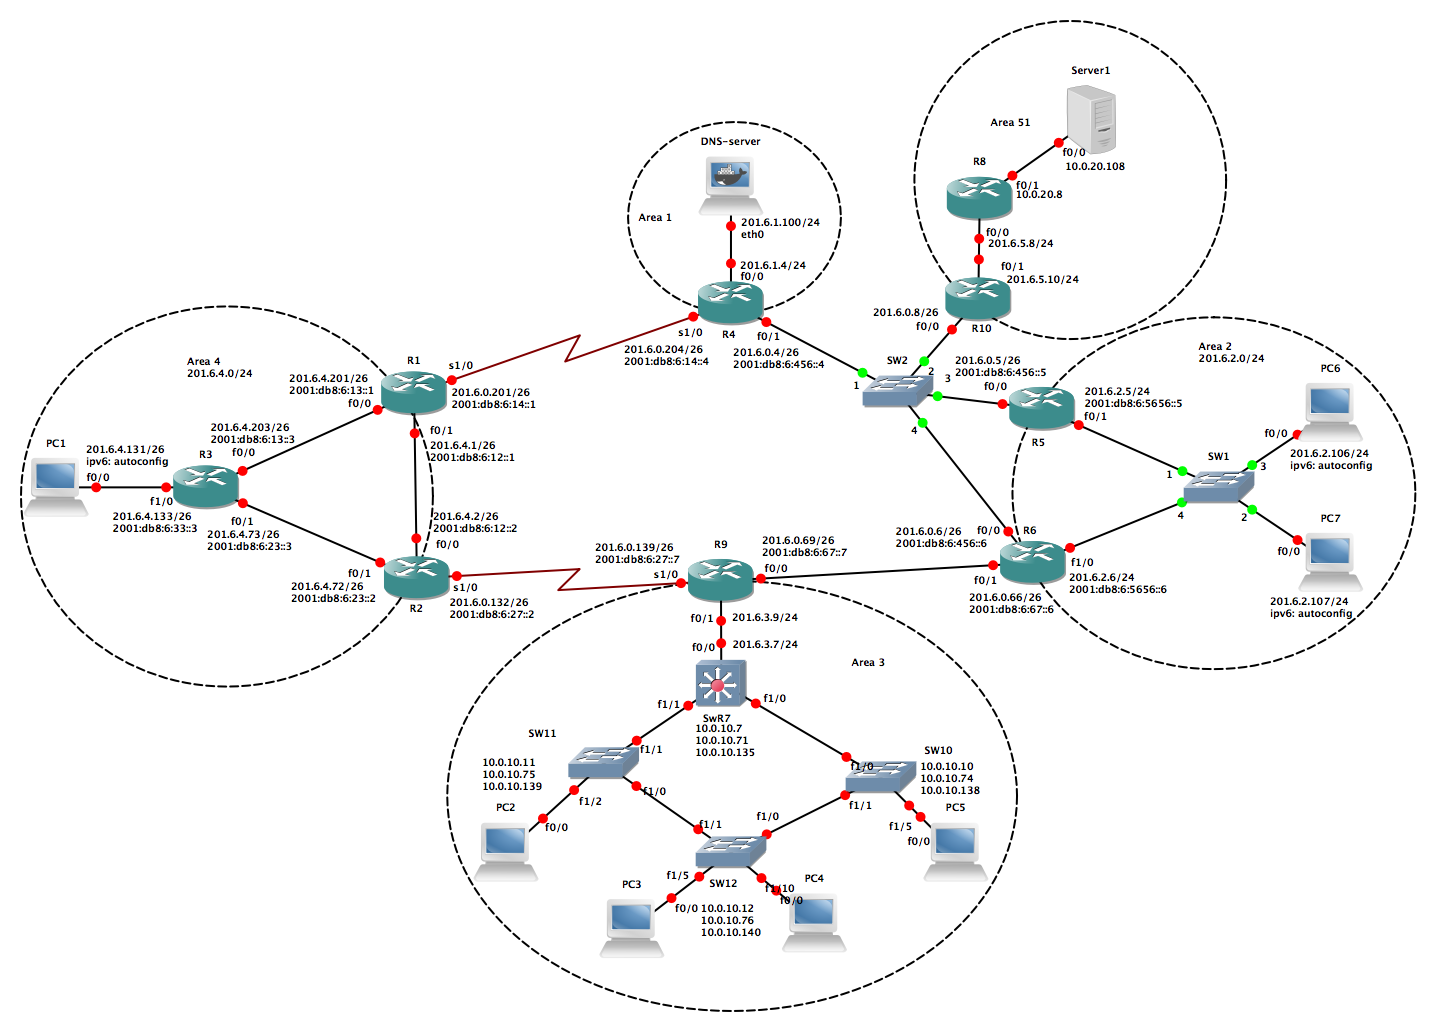 Server1
Area 51
f0/0
10.0.20.108
R8
f0/1
10.0.20.8
f0/0
201.6.5.8/24
f0/1
201.6.5.10/24
R10
201.6.0.8/26
f0/0
DNS-server
Area 1
201.6.1.100/24
eth0
201.6.1.4/24
f0/0
R4
s1/0
201.6.0.204/26
2001:db8:6:14::4
f0/1
201.6.0.4/26
2001:db8:6:456::4
SW2
1
2
3
4
201.6.0.5/26
2001:db8:6:456::5
f0/0
R5
Area 2
201.6.2.0/24
201.6.2.5/24
2001:db8:6:5656::5
f0/1
PC6
f0/0
201.6.2.106/24
ipv6: autoconfig
SW1
1
3
4
2
PC7
f0/0
201.6.2.107/24
ipv6: autoconfig
R6
f0/0
201.6.0.6/26
2001:db8:6:456::6
f1/0
201.6.2.6/24
2001:db8:6:5656::6
f0/1
201.6.0.66/26
2001:db8:6:67::6
Area 4
201.6.4.0/24
R1
s1/0
201.6.0.201/26
2001:db8:6:14::1
201.6.4.201/26
2001:db8:6:13::1
f0/0
f0/1
201.6.4.1/26
2001:db8:6:12::1
PC1
201.6.4.131/26
ipv6: autoconfig
f0/0
201.6.4.203/26
2001:db8:6:13::3
f0/0
R3
f1/0
201.6.4.133/26
2001:db8:6:33::3
f0/1
201.6.4.73/26
2001:db8:6:23::3
201.6.4.2/26
2001:db8:6:12::2
f0/0
f0/1
201.6.4.72/26
2001:db8:6:23::2
R2
s1/0
201.6.0.132/26
2001:db8:6:27::2
R9
201.6.0.139/26
2001:db8:6:27::7
s1/0
201.6.0.69/26
2001:db8:6:67::7
f0/0
f0/1
201.6.3.9/24
f0/0
201.6.3.7/24
Area 3
f1/1
f1/0
SwR7
10.0.10.7
10.0.10.71
10.0.10.135
SW11
10.0.10.11
10.0.10.75
10.0.10.139
f1/1
f1/2
f1/0
PC2
f0/0
SW10
10.0.10.10
10.0.10.74
10.0.10.138
f1/0
f1/1
f1/5
PC5
f0/0
f1/1
f1/0
SW12
f1/5
f1/10
10.0.10.12
10.0.10.76
10.0.10.140
PC3
f0/0
PC4
f0/0